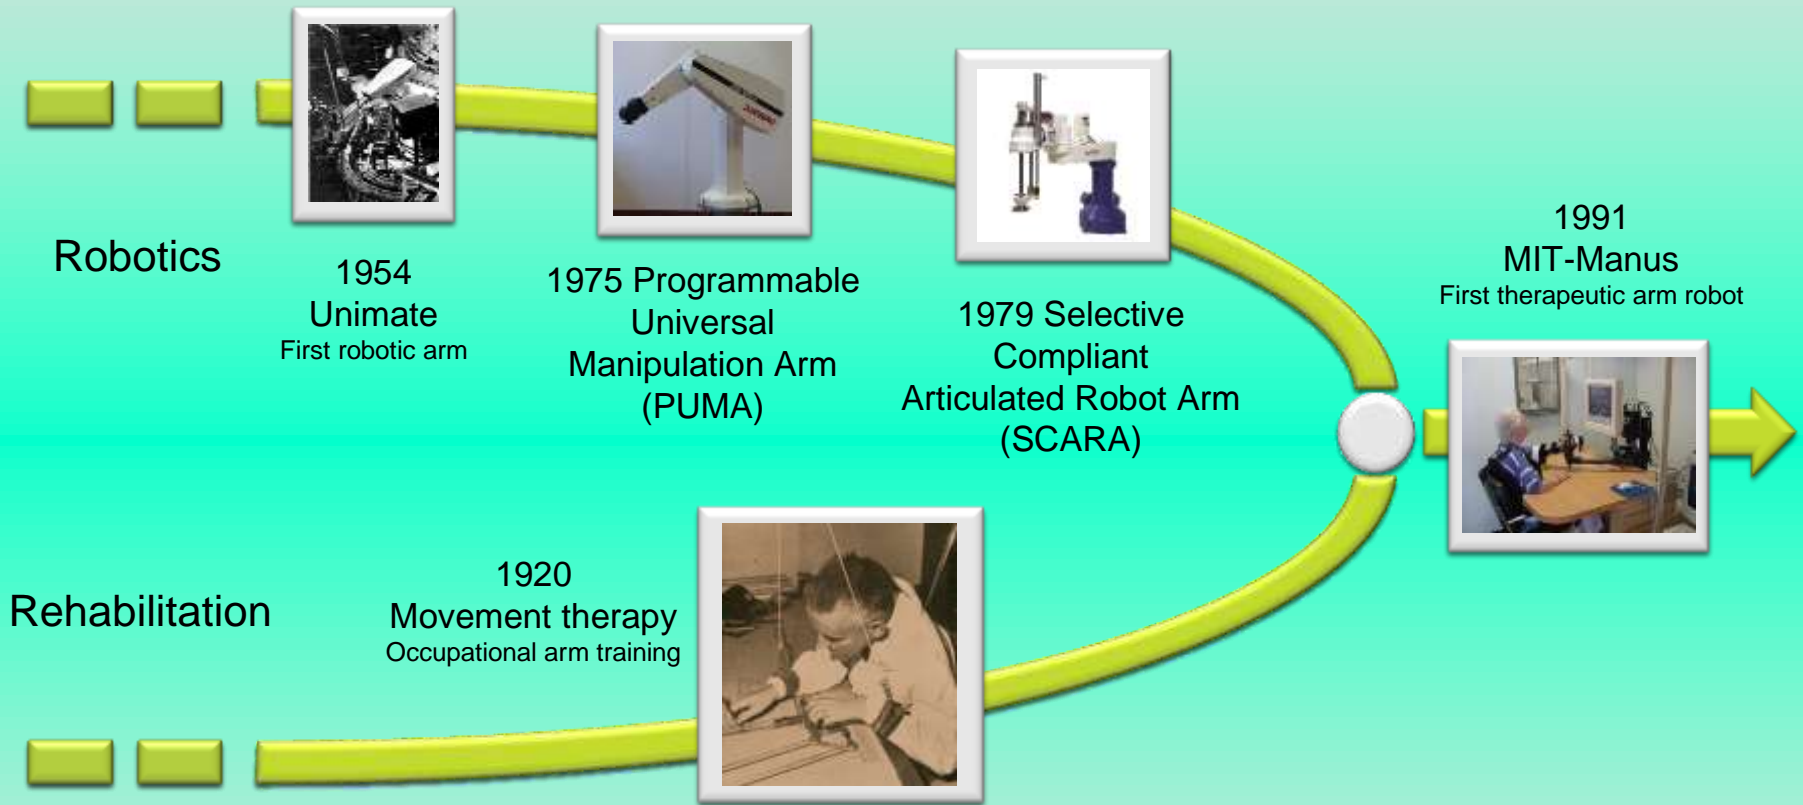 Robotics
1954
Unimate
First robotic arm
1975 Programmable
Universal
Manipulation Arm
(PUMA)
1979 Selective
Compliant
Articulated Robot Arm
(SCARA)
1991
MIT-Manus
First therapeutic arm robot
Rehabilitation
1920
Movement therapy
Occupational arm training